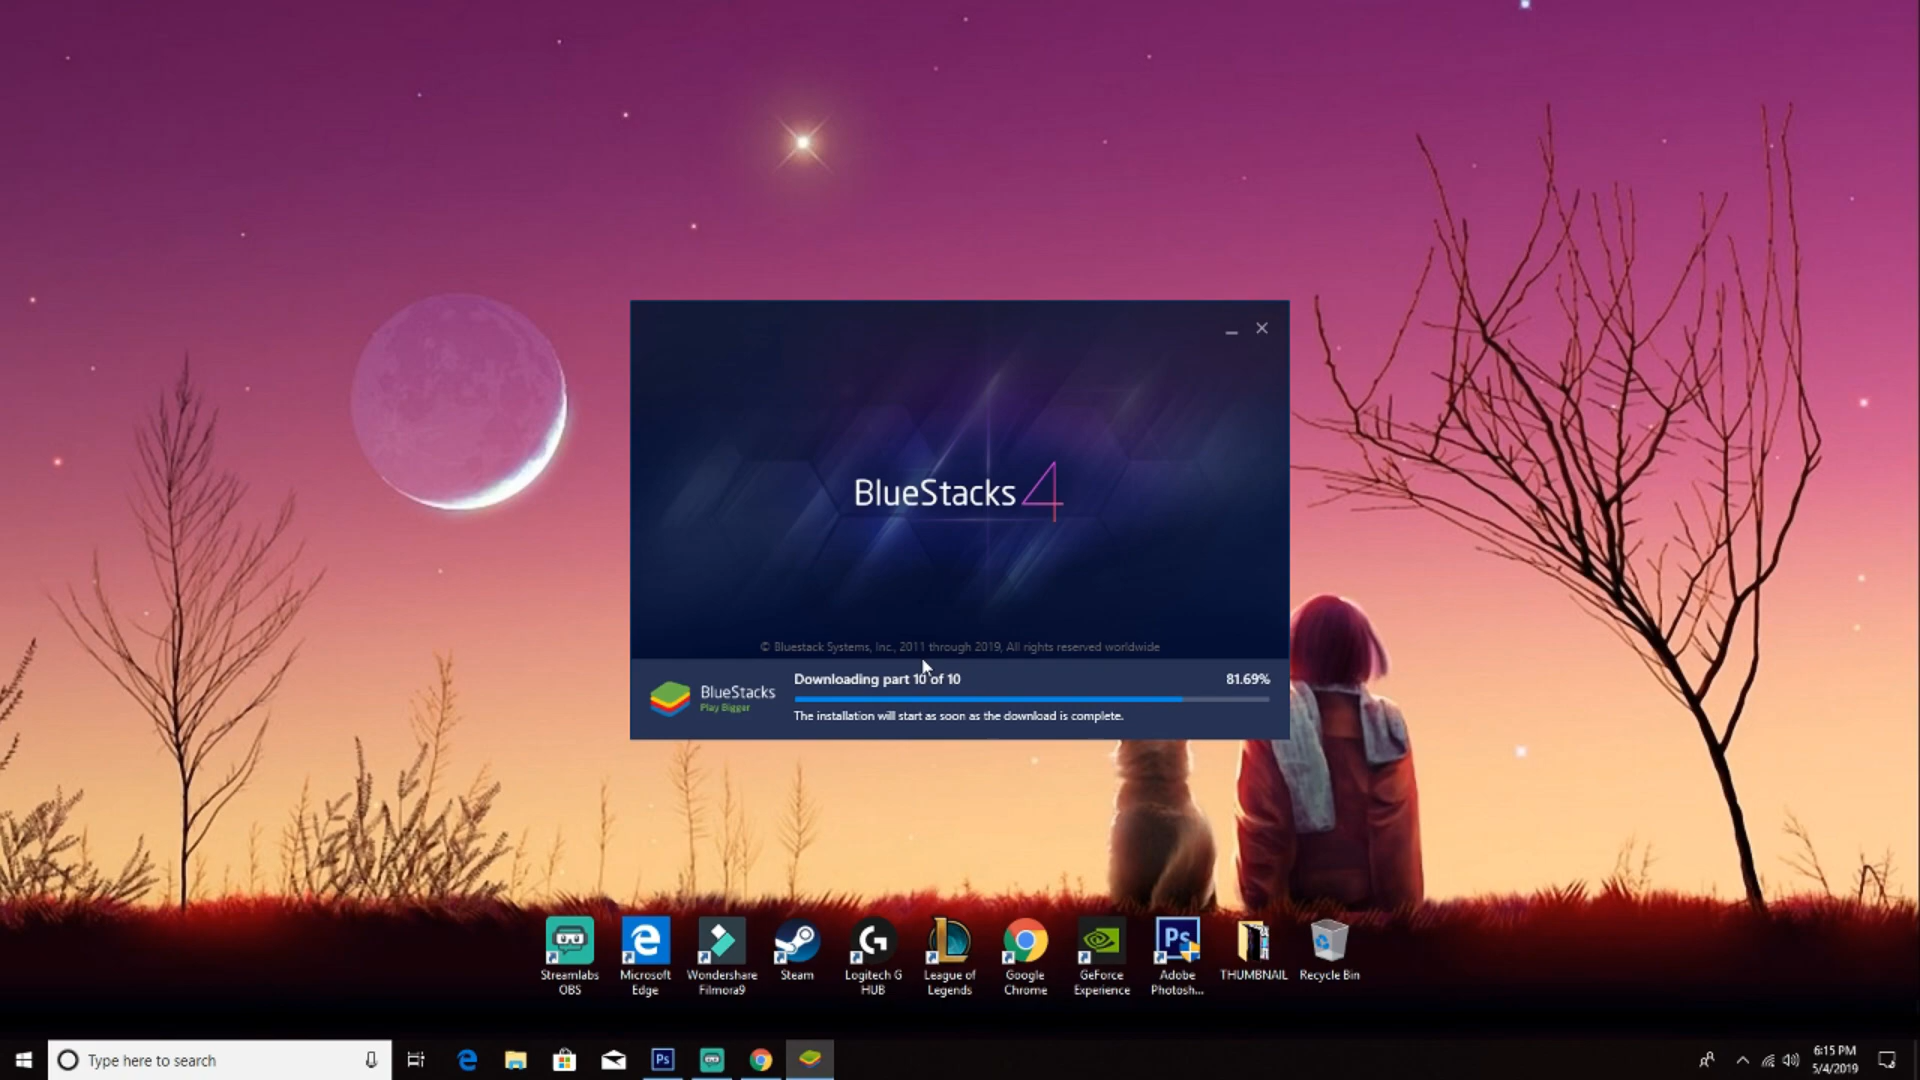 BlueStacks 4
© Bluestack Systems, Inc., 2011 through 2019, All rights reserved worldwide
BlueStacks
Play Bigger
Downloading part 10 of 10
81.69%
The installation will start as soon as the download is complete.
Streamlabs
OBS
Microsoft
Edge
Wondershare
Filmora9
Steam
Logitech G
HUB
League of
Legends
Google
Chrome
GeForce
Experience
Ps
Adobe
Photosh...
THUMBNAIL
Recycle Bin
Type here to search
Ps
6:15 PM
5/4/2019